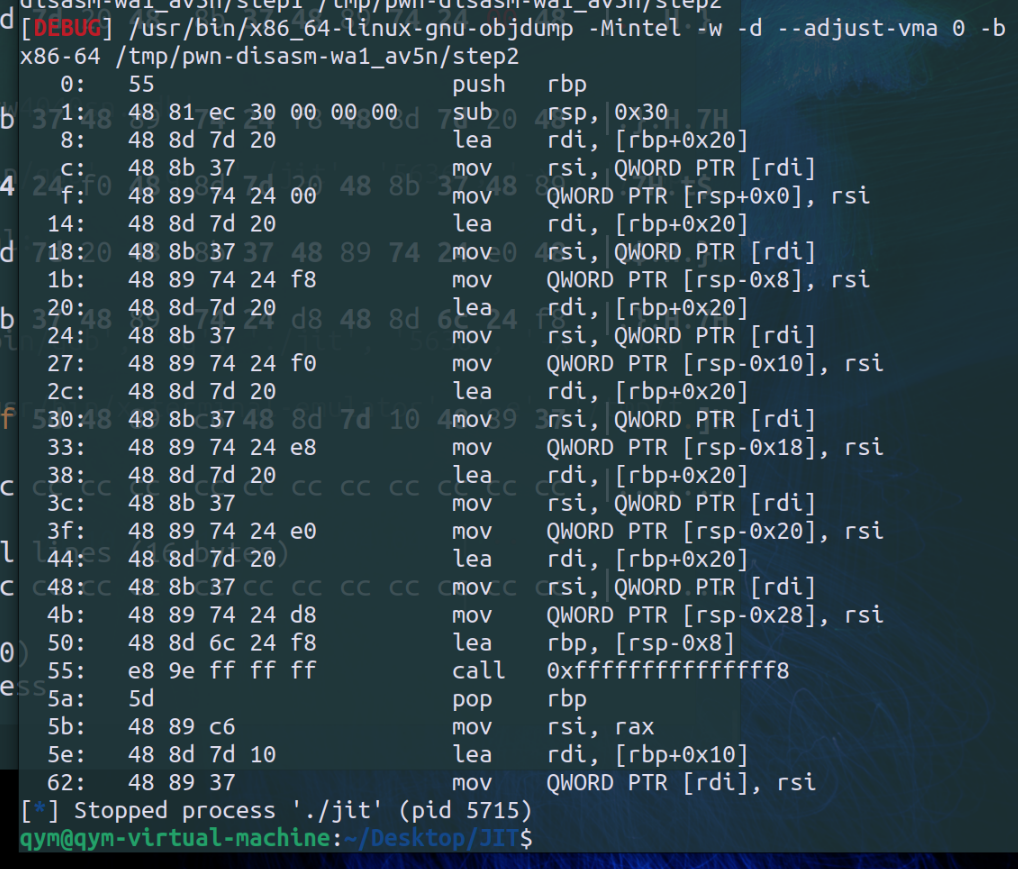 disasm-wa1_av5n/step1 /tmp/pwn-disasm-wa1_av5n/step2
[DEBUG] /usr/bin/x86_64-linux-gnu-objdump -Mintel -w -d --adjust-vma 0 -b
x86-64 /tmp/pwn-disasm-wa1_av5n/step2
0: 55 push rbp
1: 48 81 ec 30 00 00 00 sub rsp, 0x30
8: 48 8d 7d 20 lea rdi, [rbp+0x20]
c: 48 8b 37 mov rsi, QWORD PTR [rdi]
f: 48 89 74 24 00 mov QWORD PTR [rsp+0x0], rsi
14: 48 8d 7d 20 lea rdi, [rbp+0x20]
18: 48 8b 37 mov rsi, QWORD PTR [rdi]
1b: 48 89 74 24 f8 mov QWORD PTR [rsp-0x8], rsi
20: 48 8d 7d 20 lea rdi, [rbp+0x20]
24: 48 8b 37 mov rsi, QWORD PTR [rdi]
27: 48 89 74 24 f0 mov QWORD PTR [rsp-0x10], rsi
2c: 48 8d 7d 20 lea rdi, [rbp+0x20]
30: 48 8b 37 mov rsi, QWORD PTR [rdi]
33: 48 89 74 24 e8 mov QWORD PTR [rsp-0x18], rsi
38: 48 8d 7d 20 lea rdi, [rbp+0x20]
3c: 48 8b 37 mov rsi, QWORD PTR [rdi]
3f: 48 89 74 24 e0 mov QWORD PTR [rsp-0x20], rsi
44: 48 8d 7d 20 lea rdi, [rbp+0x20]
48: 48 8b 37 mov rsi, QWORD PTR [rdi]
4b: 48 89 74 24 d8 mov QWORD PTR [rsp-0x28], rsi
50: 48 8d 6c 24 f8 lea rbp, [rsp-0x8]
55: e8 9e ff ff ff call 0xfffffffffffffff8
5a: 5d pop rbp
5b: 48 89 c6 mov rsi, rax
5e: 48 8d 7d 10 lea rdi, [rbp+0x10]
62: 48 89 37 mov QWORD PTR [rdi], rsi
[*] Stopped process './jit' (pid 5715)
qym@qym-virtual-machine:~/Desktop/JIT$